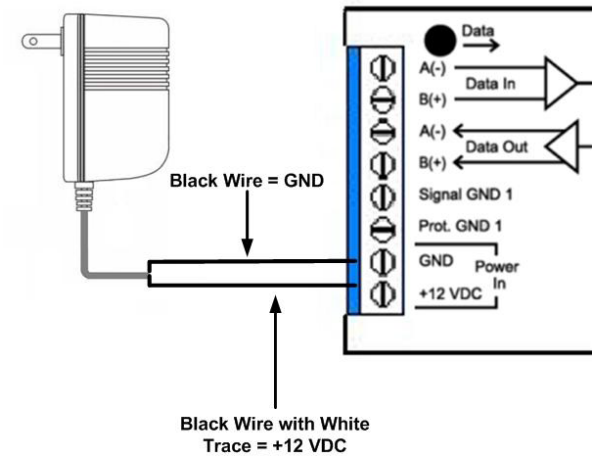 Data
A(-)
Data In
B(+)
A(-)
Data Out
B(+)
Black Wire = GND
Signal GND 1
Prot. GND 1
GND
Power
In
+12 VDC
Black Wire with White
Trace = +12 VDC